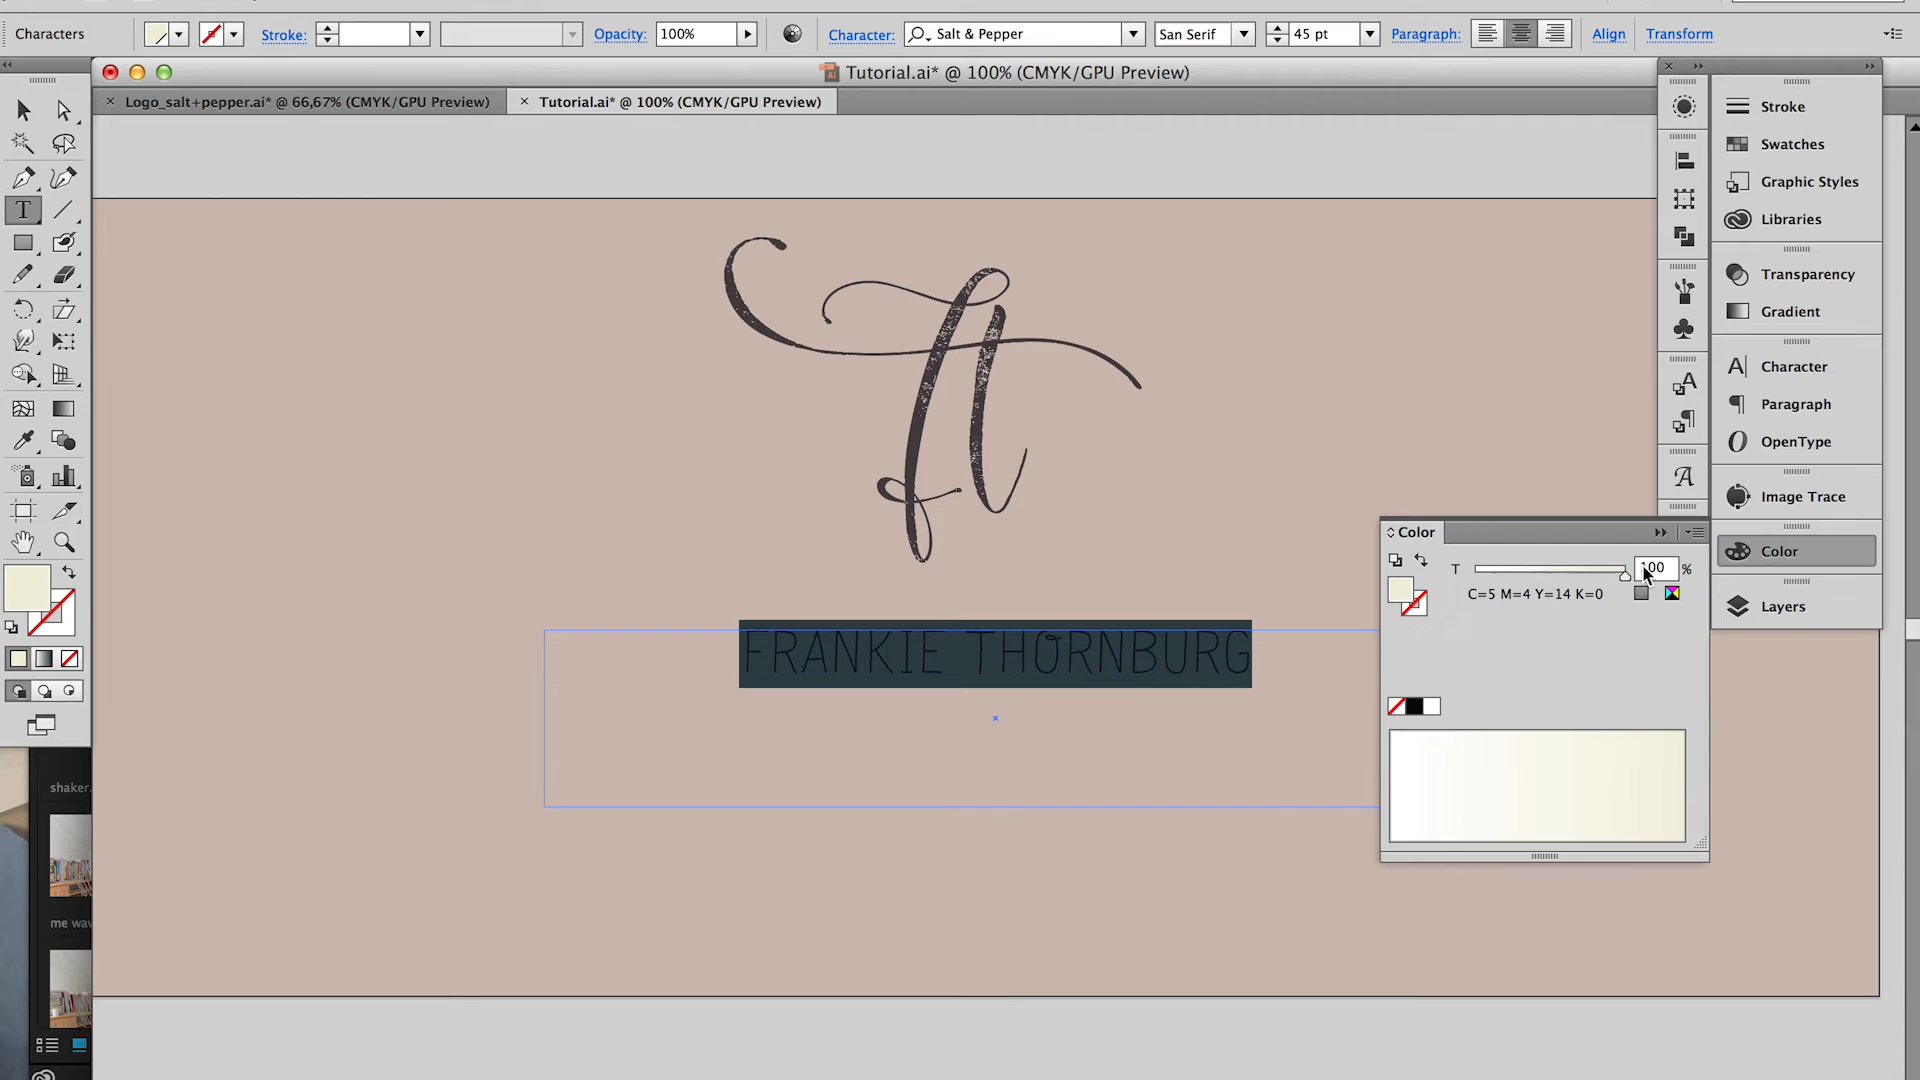 Characters
Stroke:
Opacity: 100%
Character: Salt & Pepper
San Serif
45 pt
Paragraph:
Align
Transform
Tutorial.ai* @ 100% (CMYK/GPU Preview)
Logo_salt+pepper.ai* @ 66,67% (CMYK/GPU Preview)
Tutorial.ai* @ 100% (CMYK/GPU Preview)
Stroke
Swatches
Graphic Styles
Libraries
Transparency
Gradient
Character
Paragraph
OpenType
Image Trace
Color
Layers
Color
T 100 %
C=5 M=4 Y=14 K=0
FRANKIE THORNBURG
shaker.
me wav